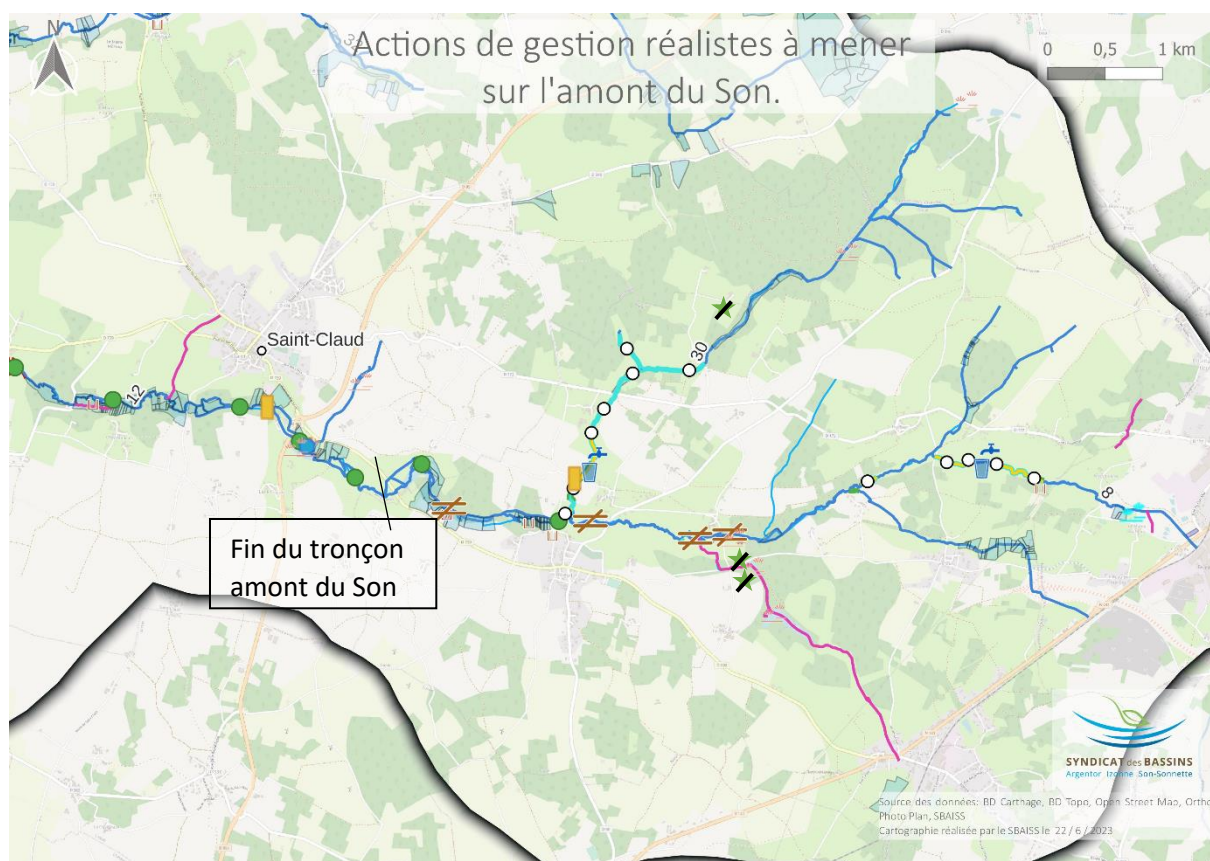 Actions de gestion réalistes à mener
sur l'amont du Son.
N
0 0,5 1 km
30
Saint-Claud
12
8
Fin du tronçon
amont du Son
SYNDICAT des BASSINS
Argentor Izonne Son-Sonnette
Source des données: BD Carthage, BD Topo, Open Street Map, Ortho
Photo Plan, SBAISS
Cartographie réalisée par le SBAISS le 22 / 6 / 2023